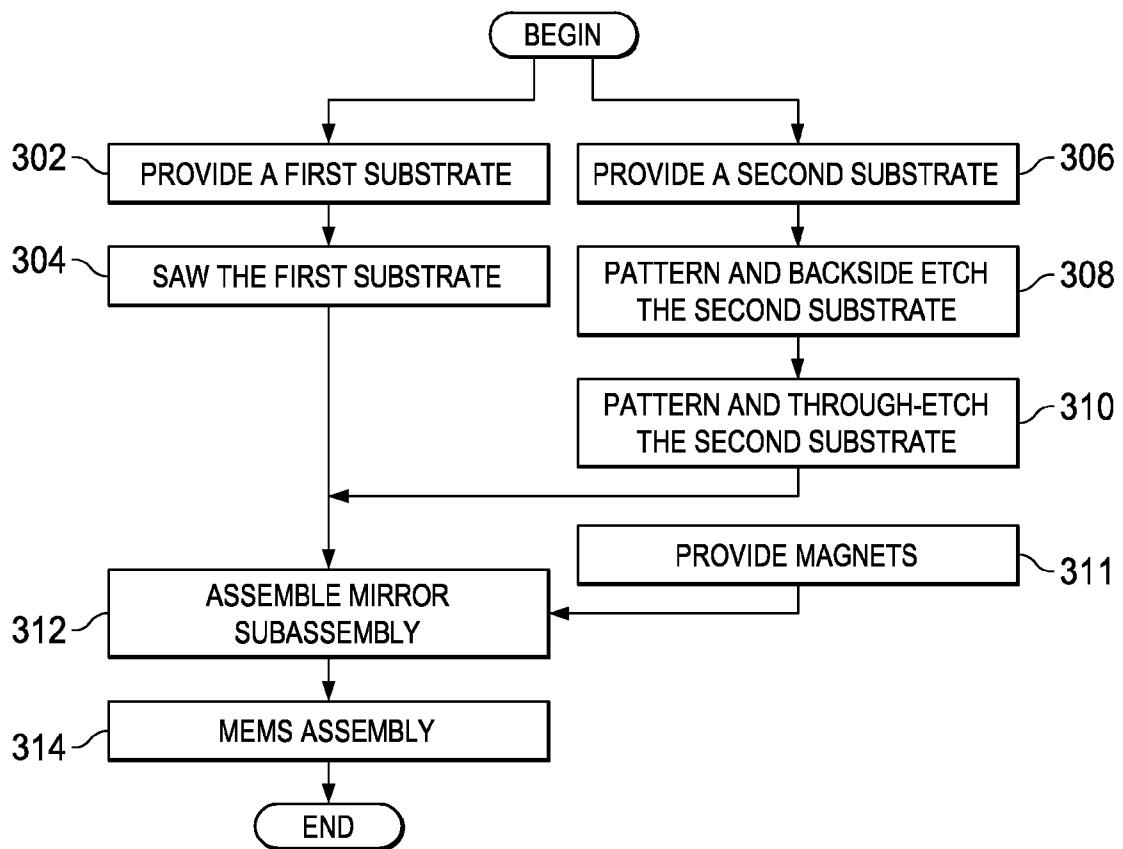 BEGIN
302
PROVIDE A FIRST SUBSTRATE
PROVIDE A SECOND SUBSTRATE
306
304
SAW THE FIRST SUBSTRATE
PATTERN AND BACKSIDE ETCH
THE SECOND SUBSTRATE
308
PATTERN AND THROUGH-ETCH
THE SECOND SUBSTRATE
310
PROVIDE MAGNETS
311
312
ASSEMBLE MIRROR
SUBASSEMBLY
314
MEMS ASSEMBLY
END